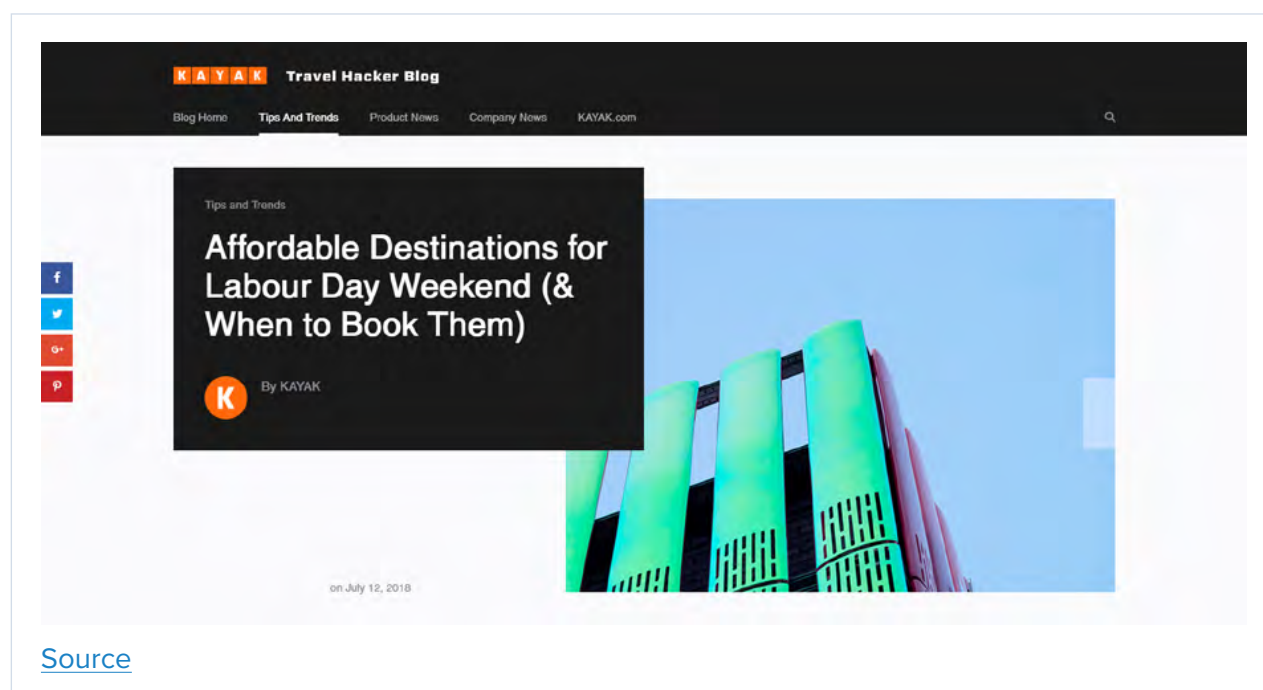 KAYAK Travel Hacker Blog
Blog Home Tips And Trends Product News Company News KAYAK.com
Tips and Trends
Affordable Destinations for
Labour Day Weekend (&
When to Book Them)
K By KAYAK
f
G+
on July 12, 2018
Source